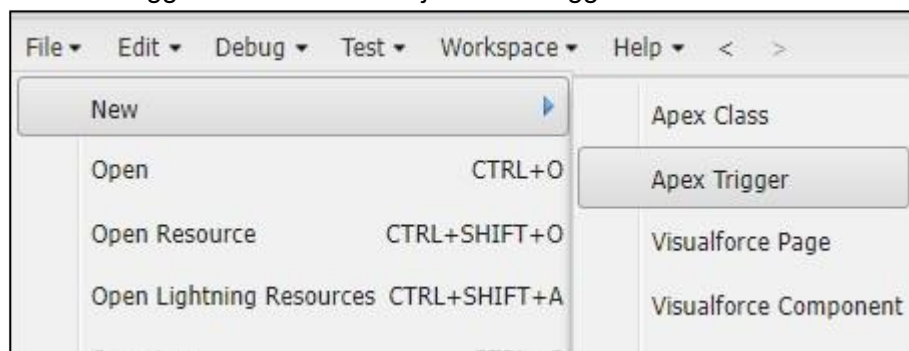 File Edit Debug Test Workspace Help < >
New
Open CTRL+O
Open Resource CTRL+SHIFT+O
Open Lightning Resources CTRL+SHIFT+A
Apex Class
Apex Trigger
Visualforce Page
Visualforce Component